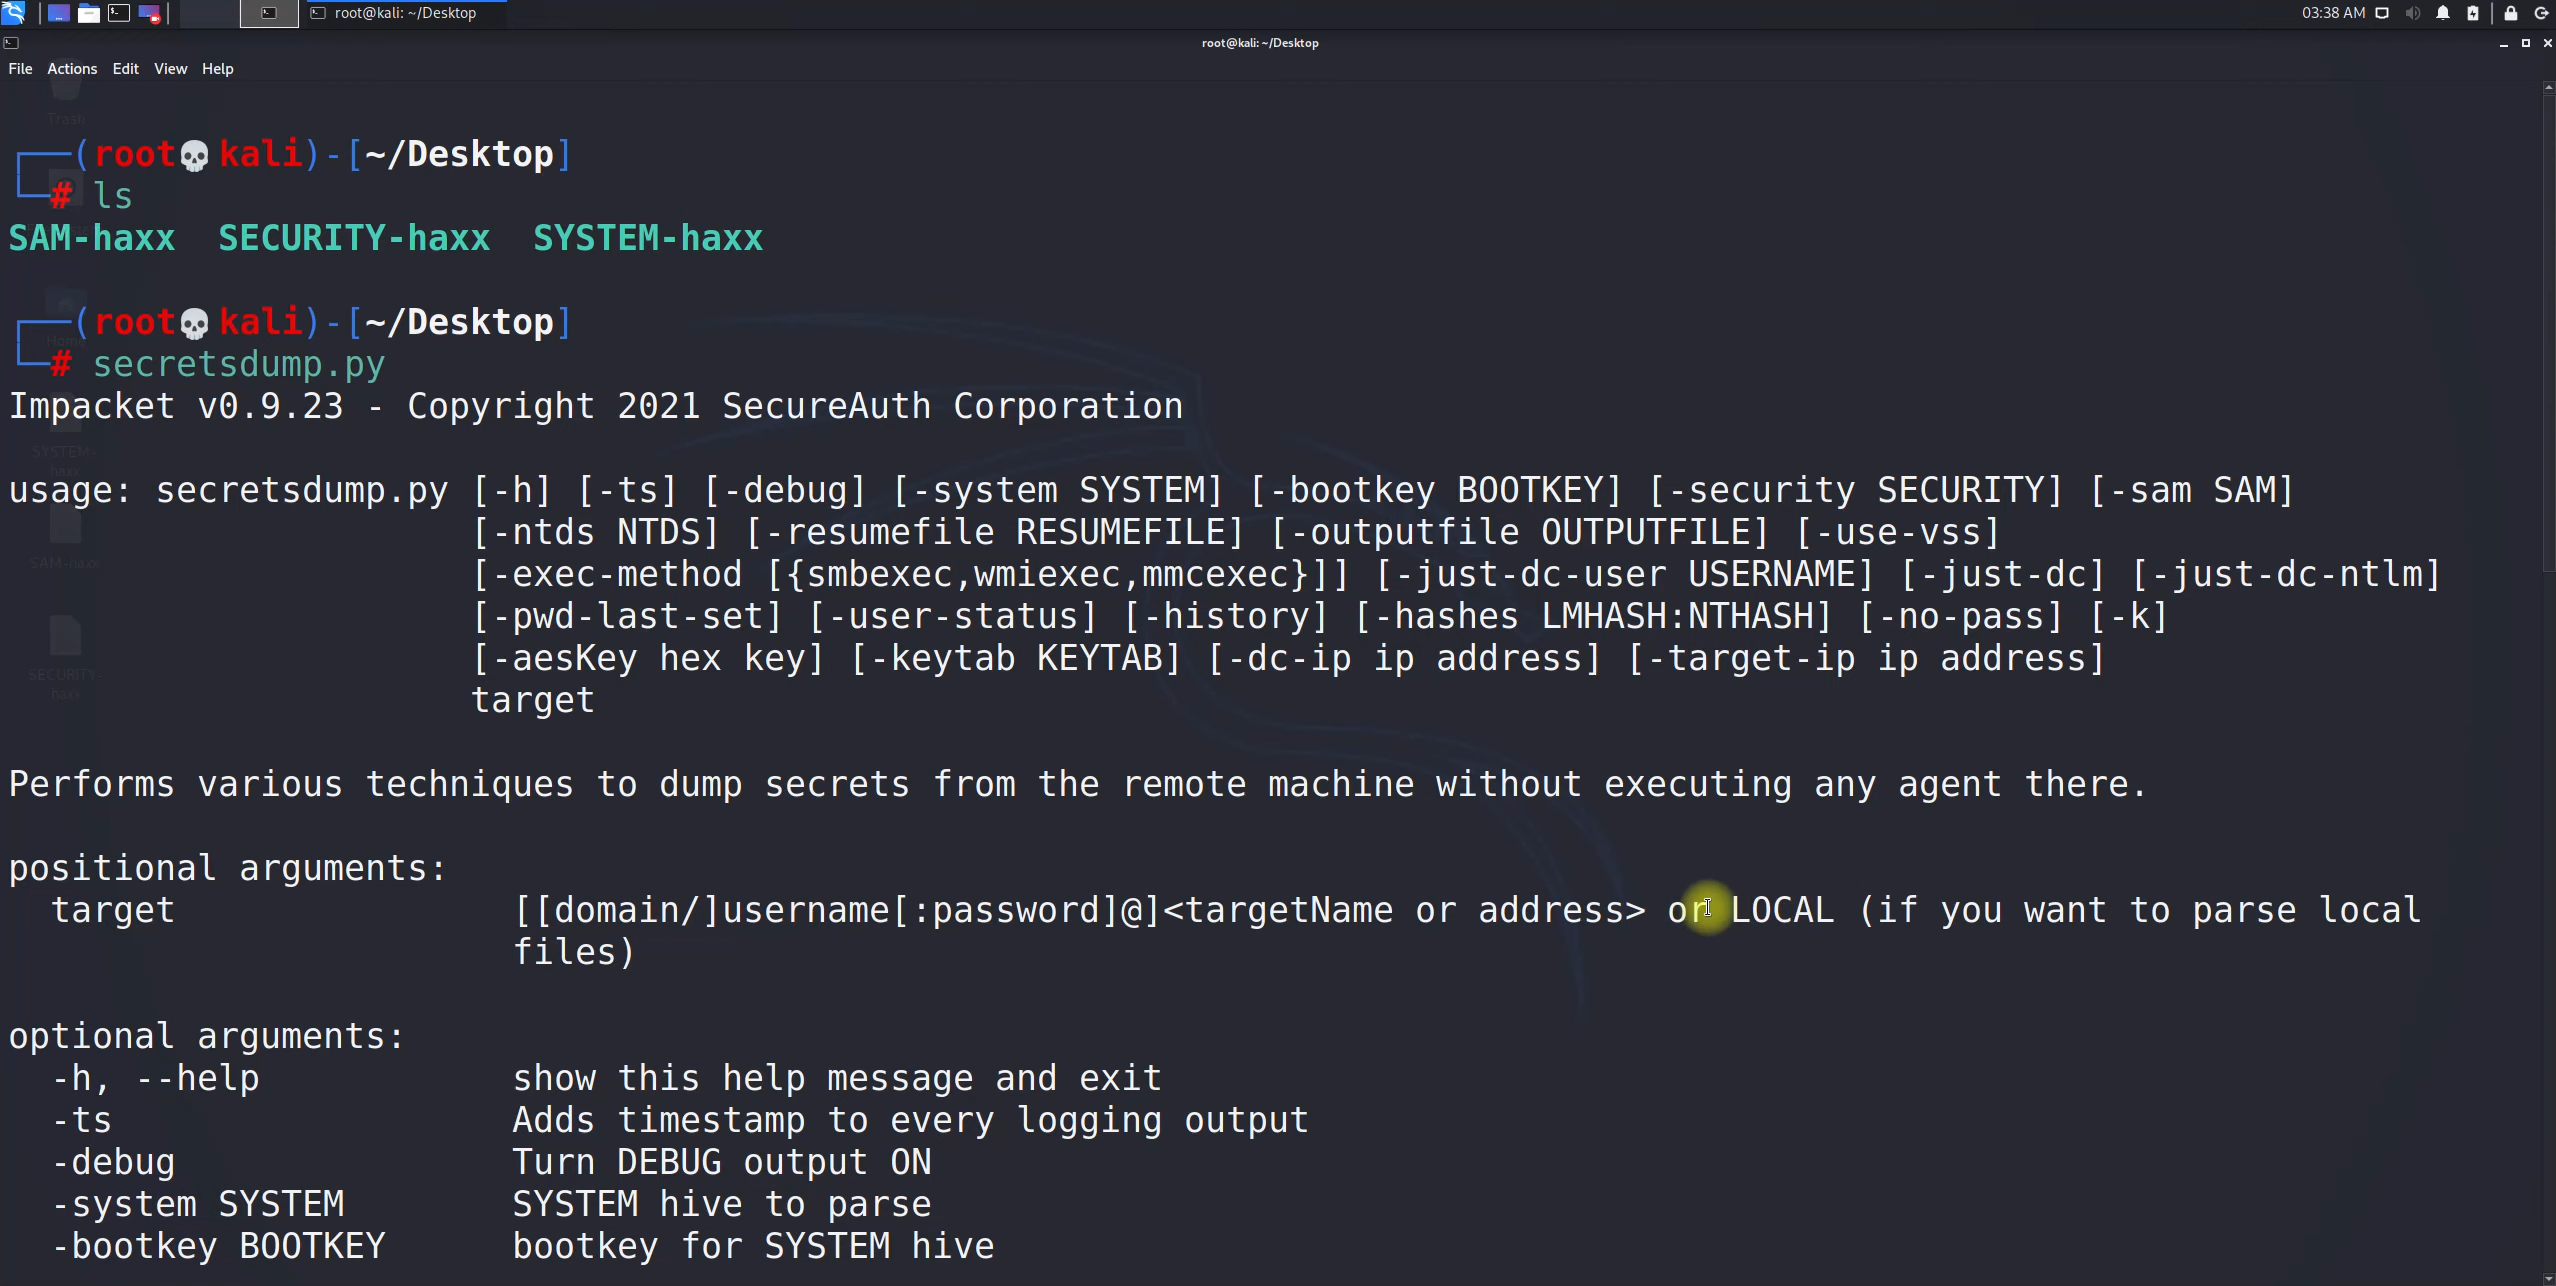 root@kali: ~/Desktop
03:38 AM
root@kali: ~/Desktop
File Actions Edit View Help
Trash
(root💀kali)-[~/Desktop]
# ls
SAM-haxx SECURITY-haxx SYSTEM-haxx
(root💀kali)-[~/Desktop]
Home
# secretsdump.py
Impacket v0.9.23 - Copyright 2021 SecureAuth Corporation
SYSTEM-
haxx
usage: secretsdump.py [-h] [-ts] [-debug] [-system SYSTEM] [-bootkey BOOTKEY] [-security SECURITY] [-sam SAM]
[-ntds NTDS] [-resumefile RESUMEFILE] [-outputfile OUTPUTFILE] [-use-vss]
SAM-haxx
[-exec-method [{smbexec,wmiexec,mmcexec}]] [-just-dc-user USERNAME] [-just-dc] [-just-dc-ntlm]
[-pwd-last-set] [-user-status] [-history] [-hashes LMHASH:NTHASH] [-no-pass] [-k]
[-aesKey hex key] [-keytab KEYTAB] [-dc-ip ip address] [-target-ip ip address]
SECURITY-
haxx
target
Performs various techniques to dump secrets from the remote machine without executing any agent there.
positional arguments:
target [[domain/]username[:password]@]<targetName or address> or LOCAL (if you want to parse local
files)
optional arguments:
-h, --help show this help message and exit
-ts Adds timestamp to every logging output
-debug Turn DEBUG output ON
-system SYSTEM SYSTEM hive to parse
-bootkey BOOTKEY bootkey for SYSTEM hive